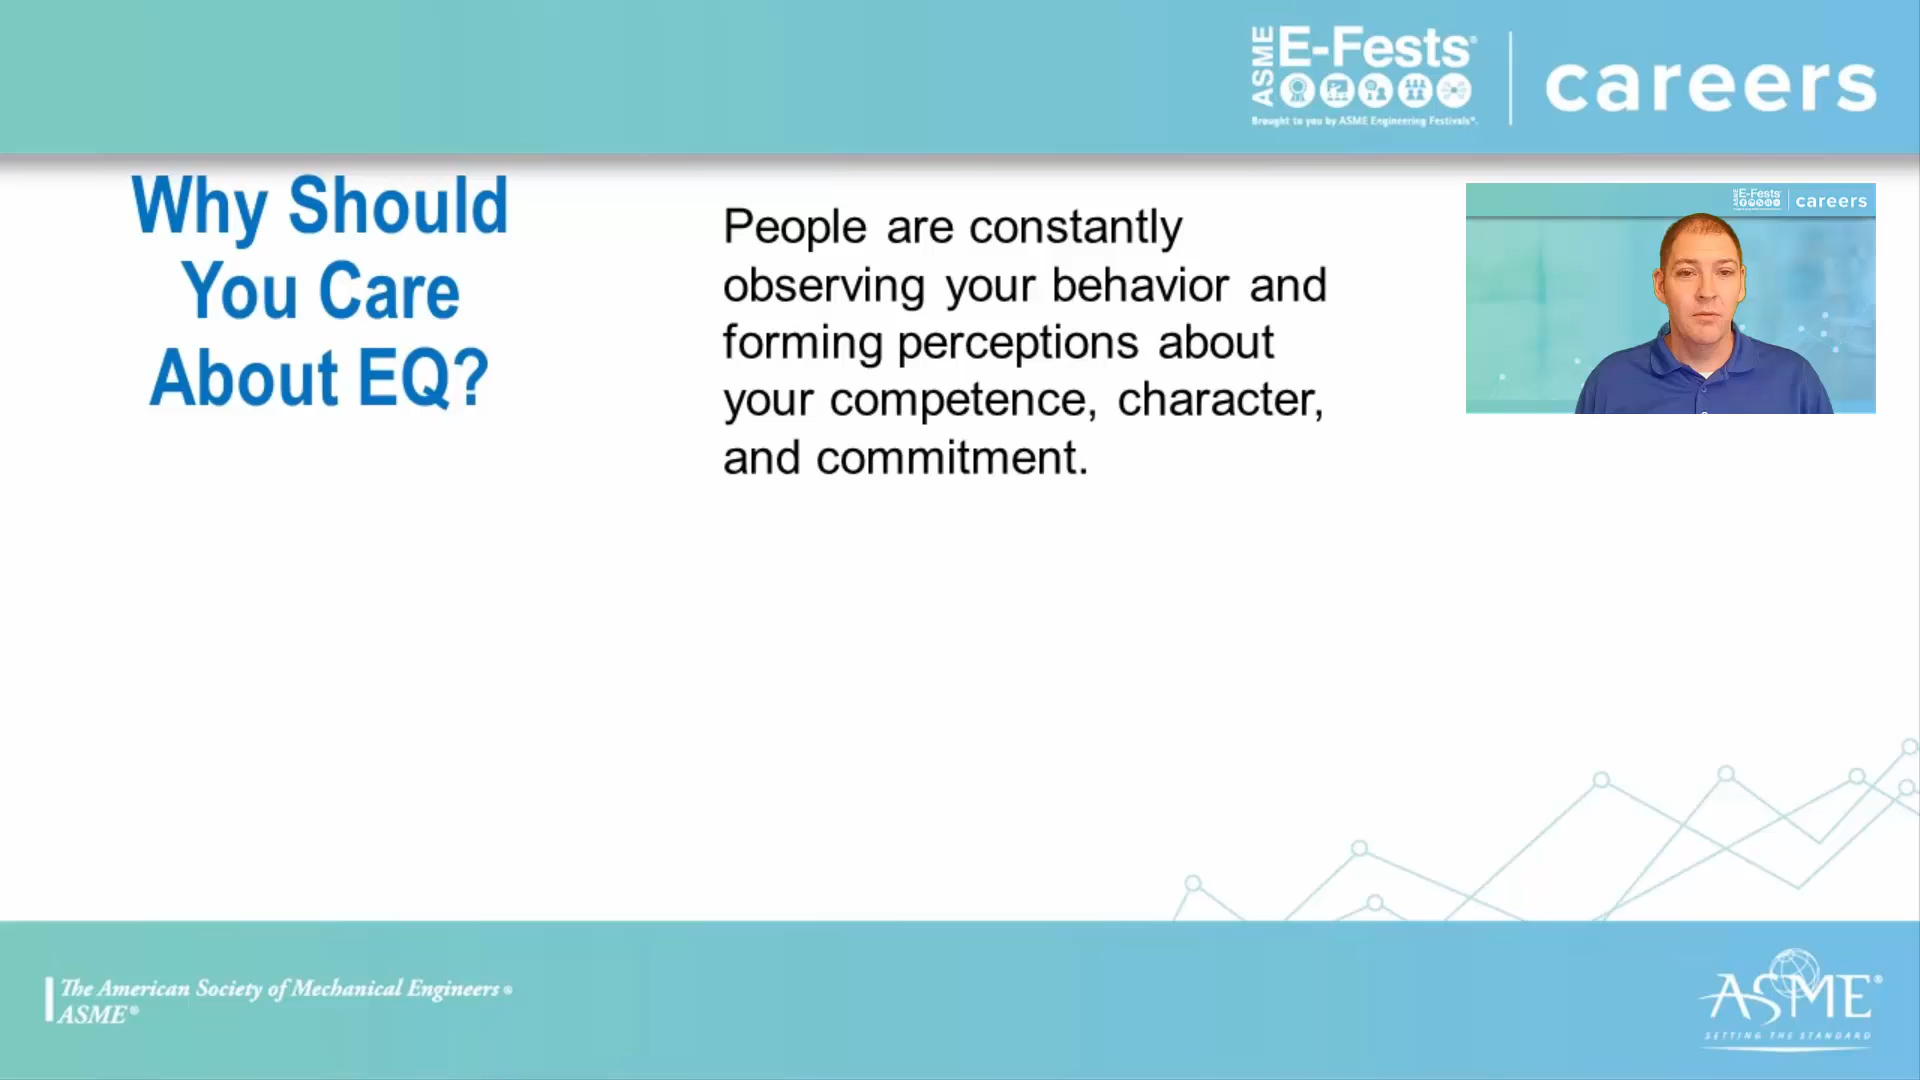 ASME E-Fests®
Brought to you by ASME Engineering Festivals®.
careers
Why Should
You Care
About EQ?
People are constantly
observing your behavior and
forming perceptions about
your competence, character,
and commitment.
E-Fests
careers
The American Society of Mechanical Engineers®
ASME®
ASME®
SETTING THE STANDARD